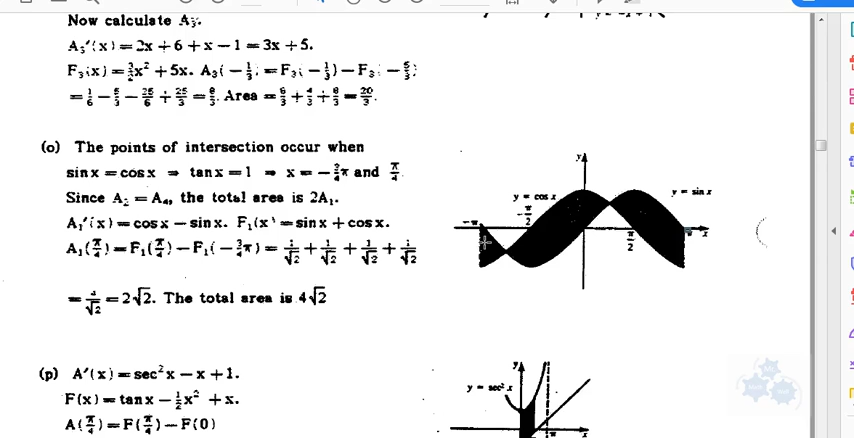 Now calculate A₃.
A₃′(x) = 2x + 6 + x − 1 = 3x + 5.
F₃(x) = 3/2x² + 5x. A₃(−1/3) = F₃(−1/3) − F₃(−5/3)
= 1/6 − 5/3 − 25/6 + 25/3 = 8/3. Area = 8/3 + 4/3 + 8/3 = 20/3.
(o) The points of intersection occur when
sin x = cos x ⇒ tan x = 1 ⇒ x = −3/4π and π/4
Since A₂ = A₄, the total area is 2A₁.
A₁′(x) = cos x − sin x. F₁(x) = sin x + cos x.
A₁(π/4) = F₁(π/4) − F₁(−3/4π) = 1/√2 + 1/√2 + 1/√2 + 1/√2
= 4/√2 = 2√2. The total area is 4√2
y
y = cos x
y = sin x
−π
−π/2
π/2
π
x
(p) A′(x) = sec²x − x + 1.
F(x) = tan x − 1/2x² + x.
A(π/4) = F(π/4) − F(0)
y
y = sec² x
x